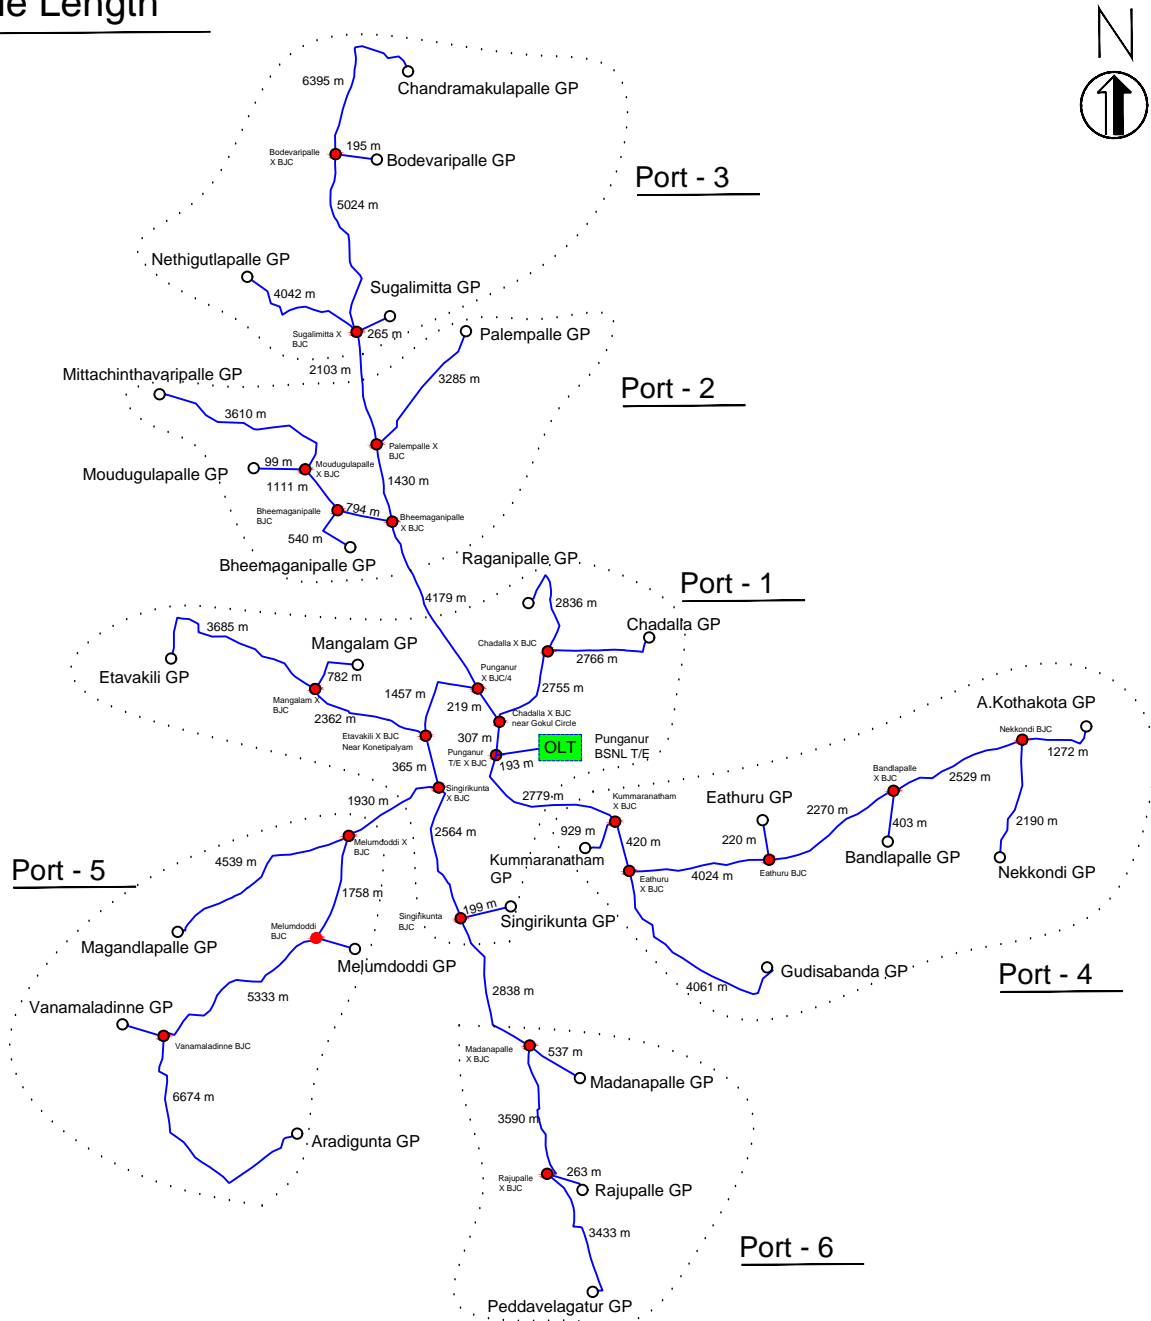 le Length
N
6395 m
Chandramakulapalle GP
Bodevaripalle
X BJC
195 m
Bodevaripalle GP
Port - 3
5024 m
Nethigutlapalle GP
4042 m
Sugalimitta GP
Sugalimitta X
BJC
265 m
Palempalle GP
2103 m
3285 m
Port - 2
Mittachinthavaripalle GP
3610 m
Palempalle X
BJC
99 m
Moudugulapalle
X BJC
Moudugulapalle GP
1111 m
1430 m
Bheemaganipalle
BJC
794 m
Bheemaganipalle
X BJC
540 m
Bheemaganipalle GP
Raganipalle GP
Port - 1
4179 m
2836 m
3685 m
Chadalla GP
Mangalam GP
Chadalla X BJC
2766 m
Etavakili GP
782 m
Punganur
X BJC/4
Mangalam X
BJC
1457 m
2755 m
219 m
2362 m
Chadalla X BJC
near Gokul Circle
A.Kothakota GP
Etavakili X BJC
Near Konetipalyam
307 m
Punganur
T/E X BJC
193 m
OLT
Punganur
BSNL T/E
Nekkondi BJC
1272 m
365 m
Bandlapalle
X BJC
2529 m
1930 m
Singirikunta
X BJC
2779 m
Kummaranatham
X BJC
Eathuru GP
2270 m
403 m
2190 m
2564 m
929 m
420 m
220 m
Melumdoddi X
BJC
Bandlapalle GP
4539 m
Port - 5
Kummaranatham
GP
Eathuru
X BJC
4024 m
Eathuru BJC
Nekkondi GP
1758 m
Singirikunta
BJC
199 m
Singirikunta GP
Melumdoddi
BJC
Magandlapalle GP
Melumdoddi GP
Gudisabanda GP
Port - 4
5333 m
2838 m
4061 m
Vanamaladinne GP
Vanamaladinne BJC
Madanapalle
X BJC
537 m
Madanapalle GP
6674 m
3590 m
Aradigunta GP
Rajupalle
X BJC
263 m
Rajupalle GP
3433 m
Port - 6
Peddavelagatur GP